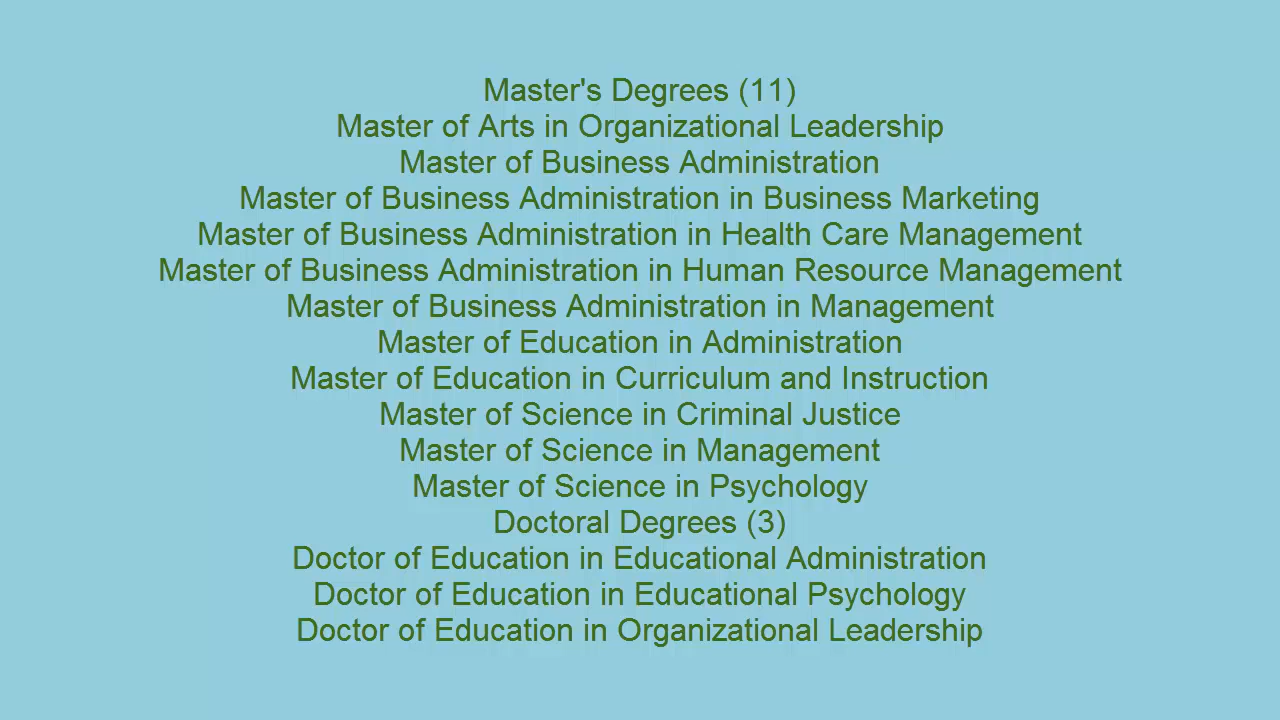 Master's Degrees (11)
Master of Arts in Organizational Leadership
Master of Business Administration
Master of Business Administration in Business Marketing
Master of Business Administration in Health Care Management
Master of Business Administration in Human Resource Management
Master of Business Administration in Management
Master of Education in Administration
Master of Education in Curriculum and Instruction
Master of Science in Criminal Justice
Master of Science in Management
Master of Science in Psychology
Doctoral Degrees (3)
Doctor of Education in Educational Administration
Doctor of Education in Educational Psychology
Doctor of Education in Organizational Leadership